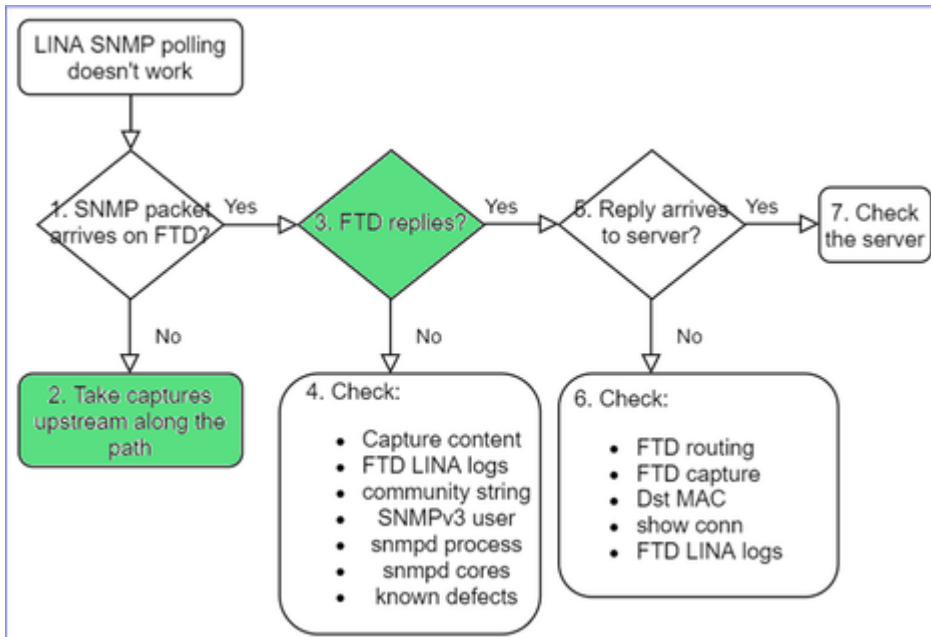 LINA SNMP polling
doesn't work
1. SNMP packet
arrives on FTD?
Yes
3. FTD replies?
Yes
5. Reply arrives
to server?
Yes
7. Check
the server
No
No
No
2. Take captures
upstream along the
path
4. Check:
• Capture content
• FTD LINA logs
• community string
• SNMPv3 user
• snmpd process
• snmpd cores
• known defects
6. Check:
• FTD routing
• FTD capture
• Dst MAC
• show conn
• FTD LINA logs